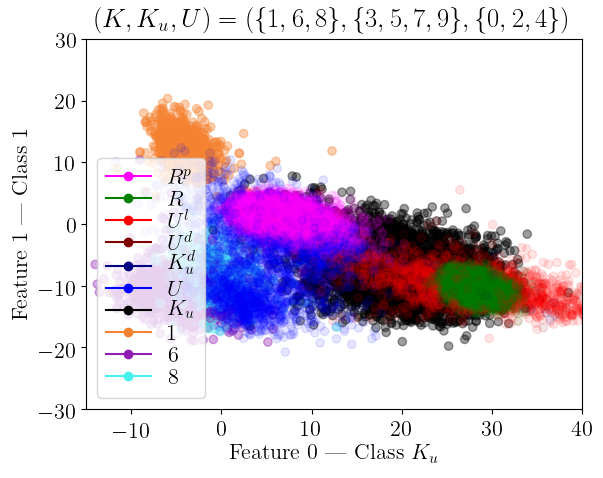 (K, K_u, U) = ({1, 6, 8}, {3, 5, 7, 9}, {0, 2, 4})
30
20
10
0
−10
−20
−30
Feature 1 — Class 1
R^p
R
U^l
U^d
K_u^d
U
K_u
1
6
8
−10
0
10
20
30
40
Feature 0 — Class K_u